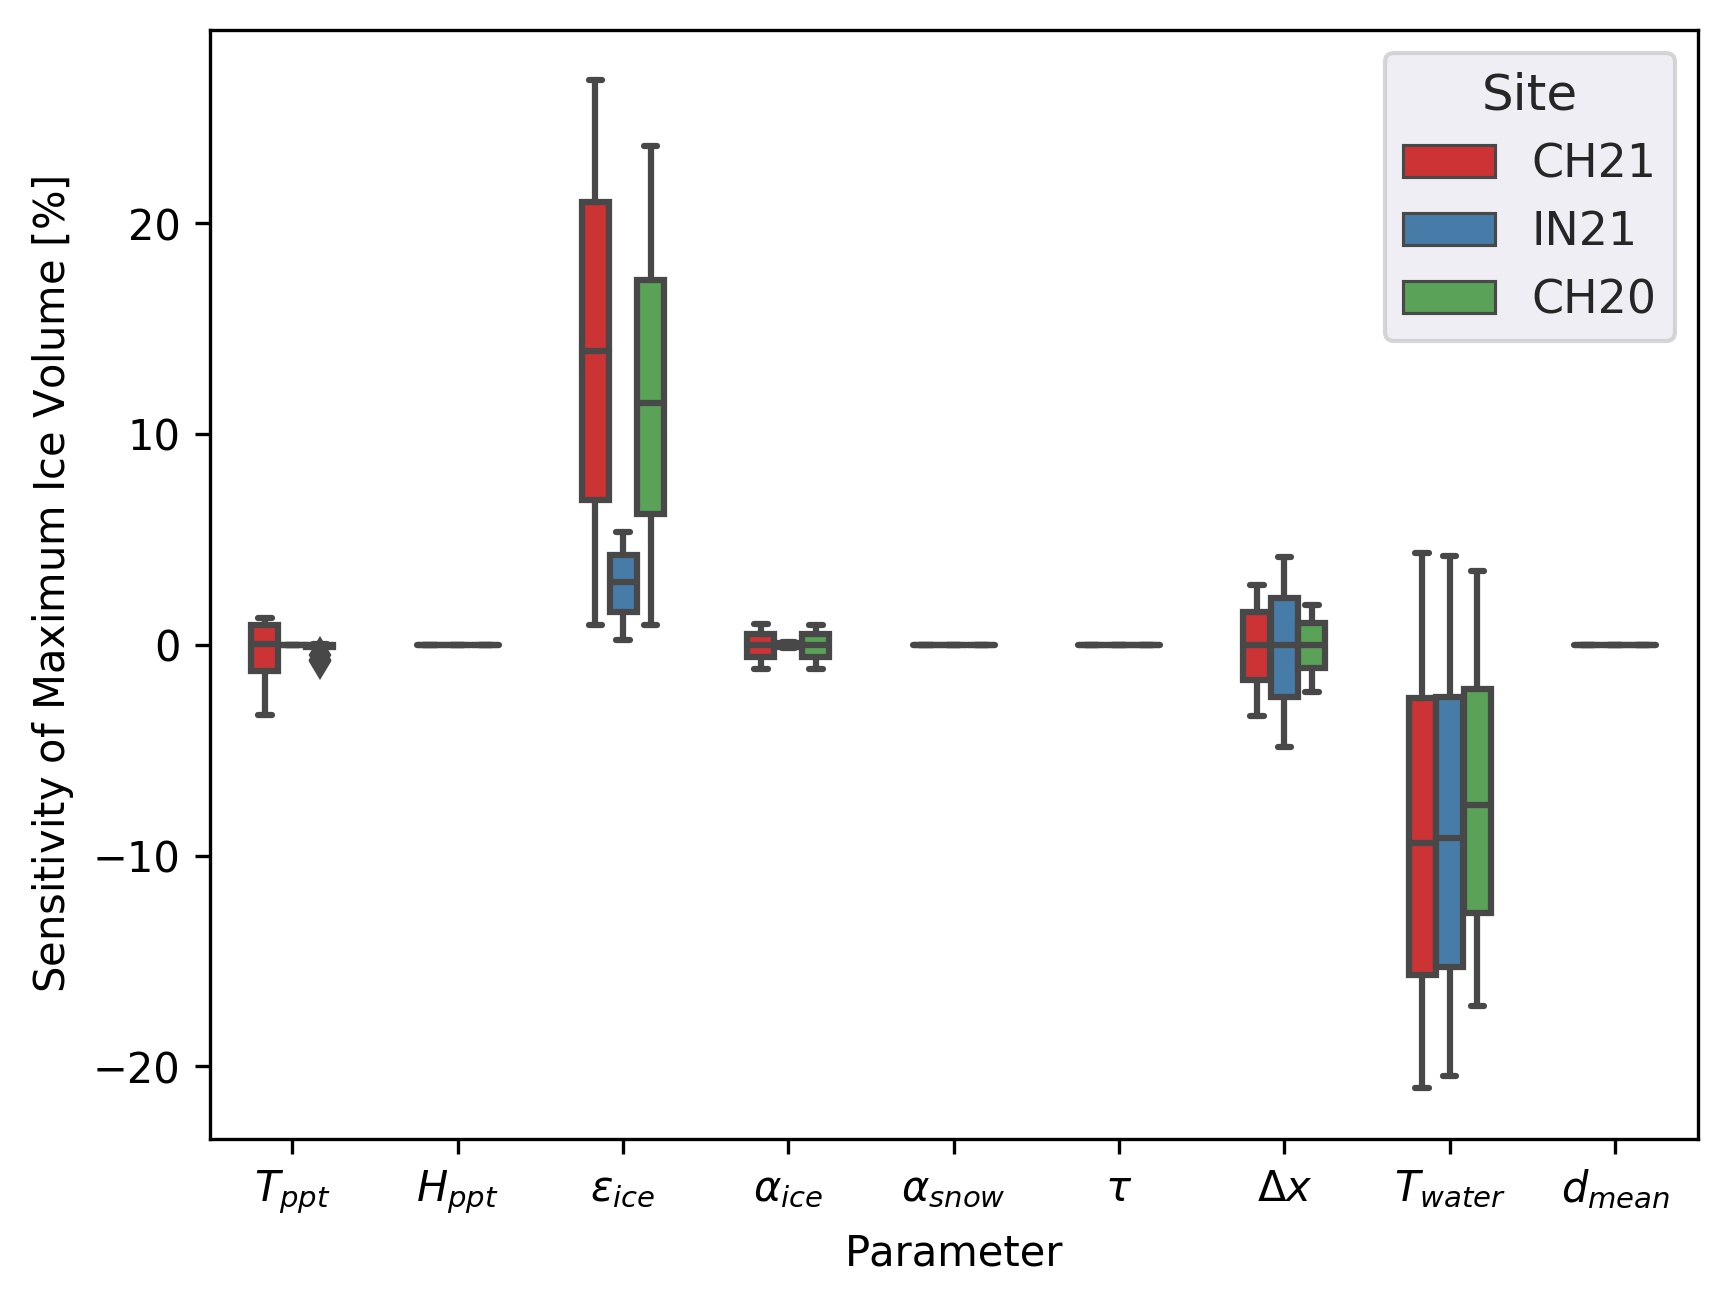 Site
CH21
IN21
CH20
Sensitivity of Maximum Ice Volume [%]
20
10
0
−10
−20
T_ppt H_ppt ε_ice α_ice α_snow τ Δx T_water d_mean
Parameter